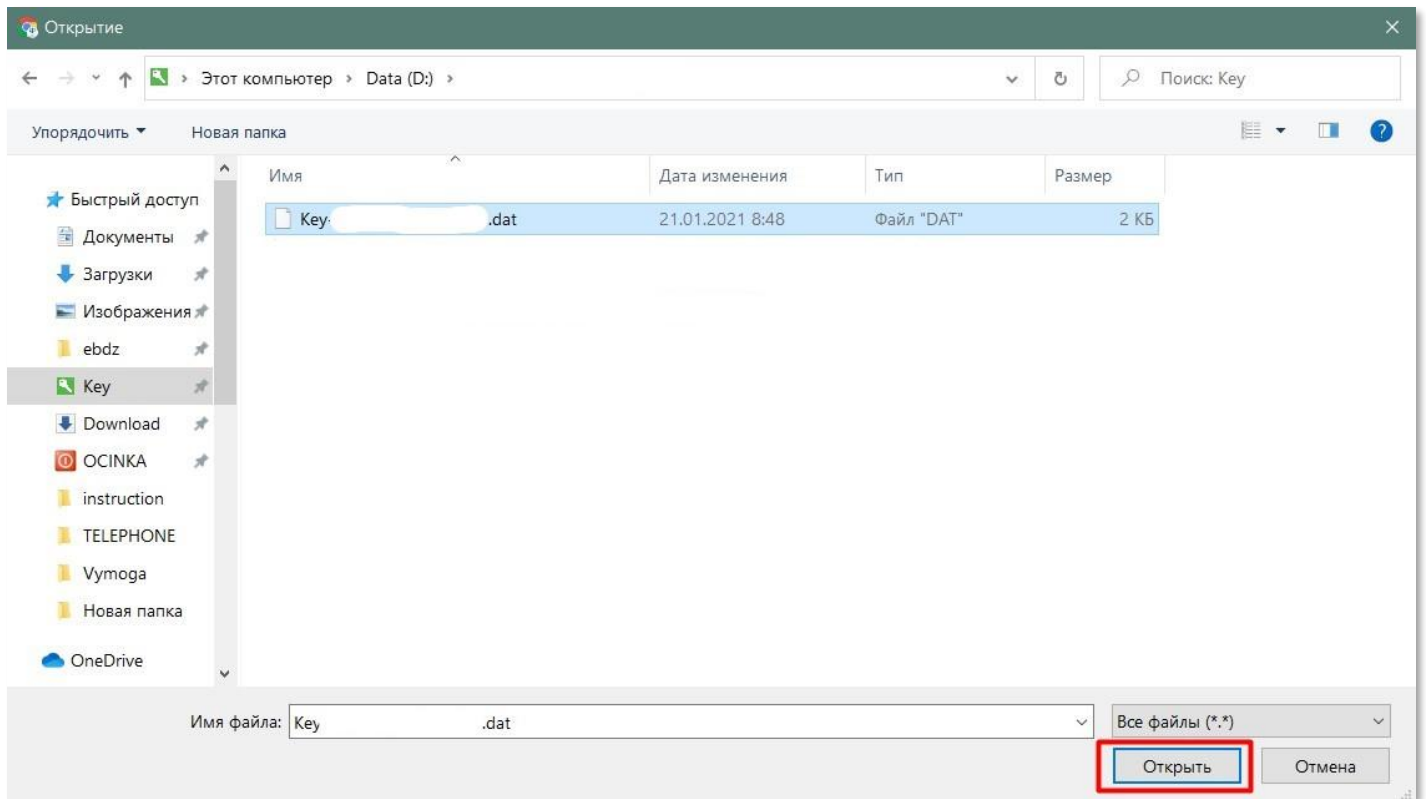 Открытие
Этот компьютер › Data (D:) ›
Поиск: Key
Упорядочить
Новая папка
Имя
Дата изменения
Тип
Размер
Key- .dat
21.01.2021 8:48
Файл "DAT"
2 КБ
Быстрый доступ
Документы
Загрузки
Изображения
ebdz
Key
Download
OCINKA
instruction
TELEPHONE
Vymoga
Новая папка
OneDrive
Имя файла:
Key .dat
Все файлы (*.*)
Открыть
Отмена